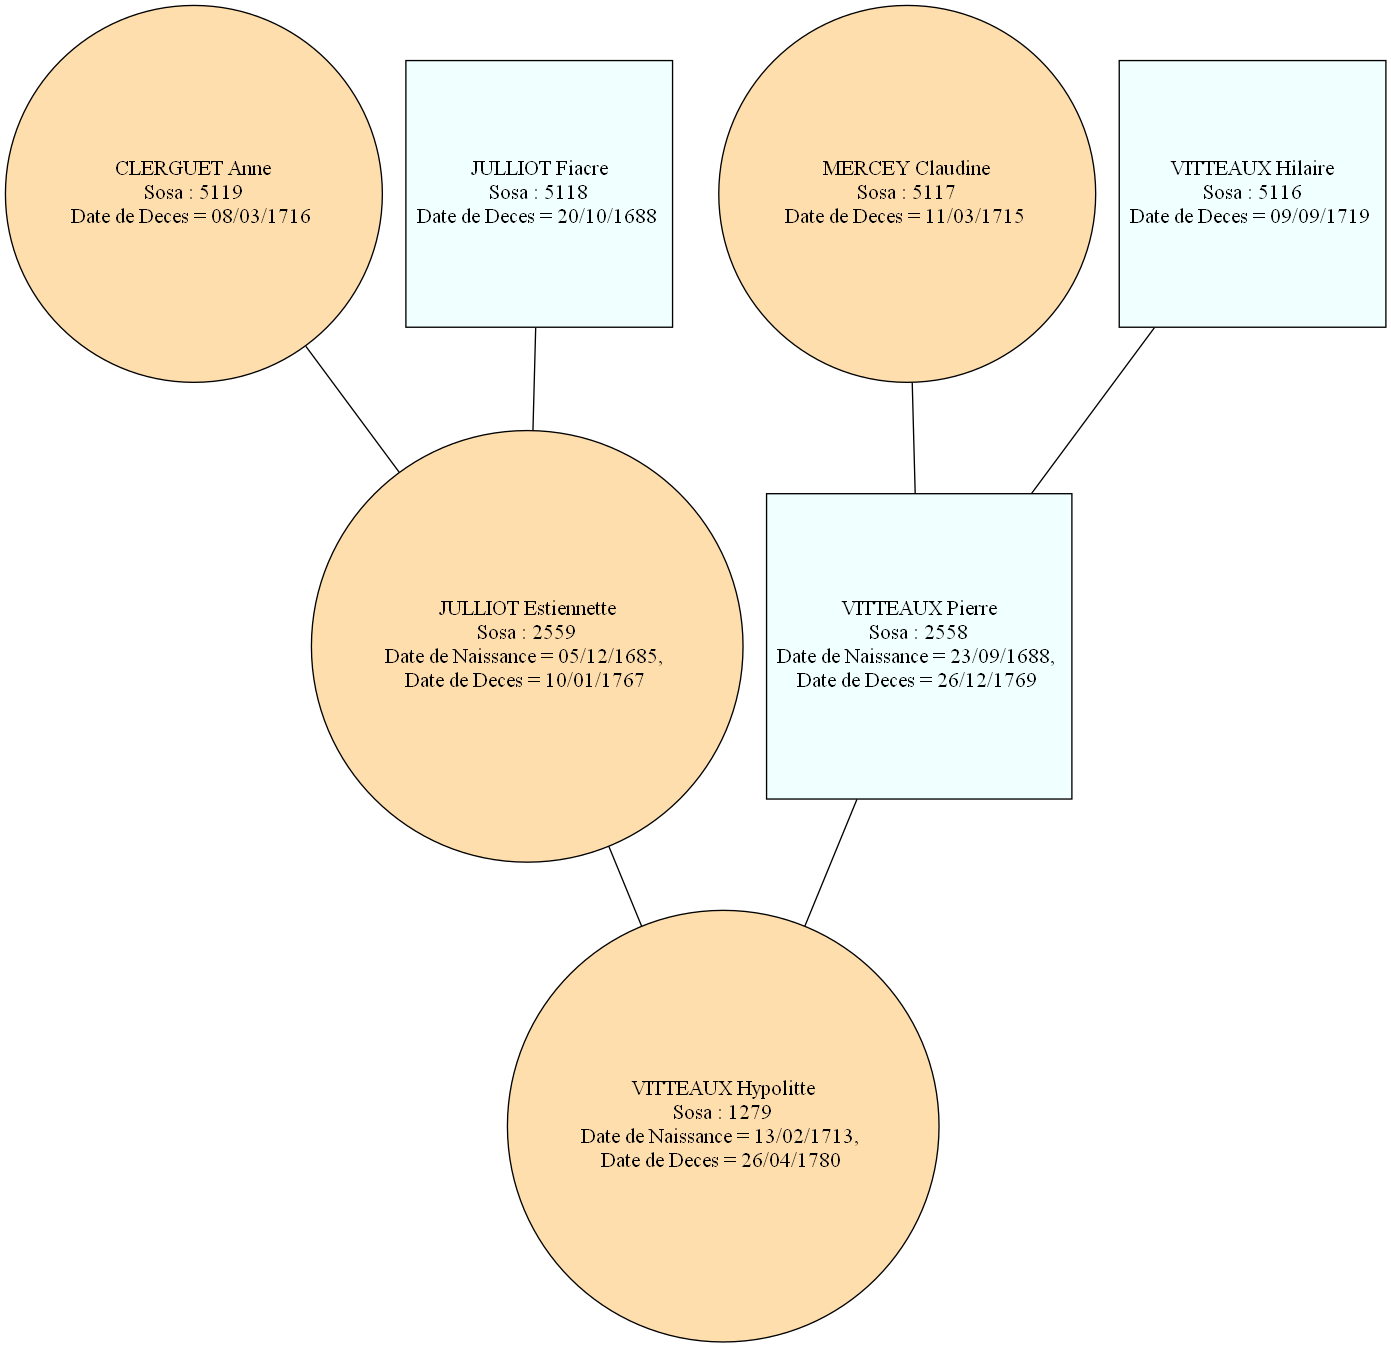 CLERGUET Anne
Sosa : 5119
Date de Deces = 08/03/1716
JULLIOT Fiacre
Sosa : 5118
Date de Deces = 20/10/1688
MERCEY Claudine
Sosa : 5117
Date de Deces = 11/03/1715
VITTEAUX Hilaire
Sosa : 5116
Date de Deces = 09/09/1719
JULLIOT Estiennette
Sosa : 2559
Date de Naissance = 05/12/1685,
Date de Deces = 10/01/1767
VITTEAUX Pierre
Sosa : 2558
Date de Naissance = 23/09/1688,
Date de Deces = 26/12/1769
VITTEAUX Hypolitte
Sosa : 1279
Date de Naissance = 13/02/1713,
Date de Deces = 26/04/1780